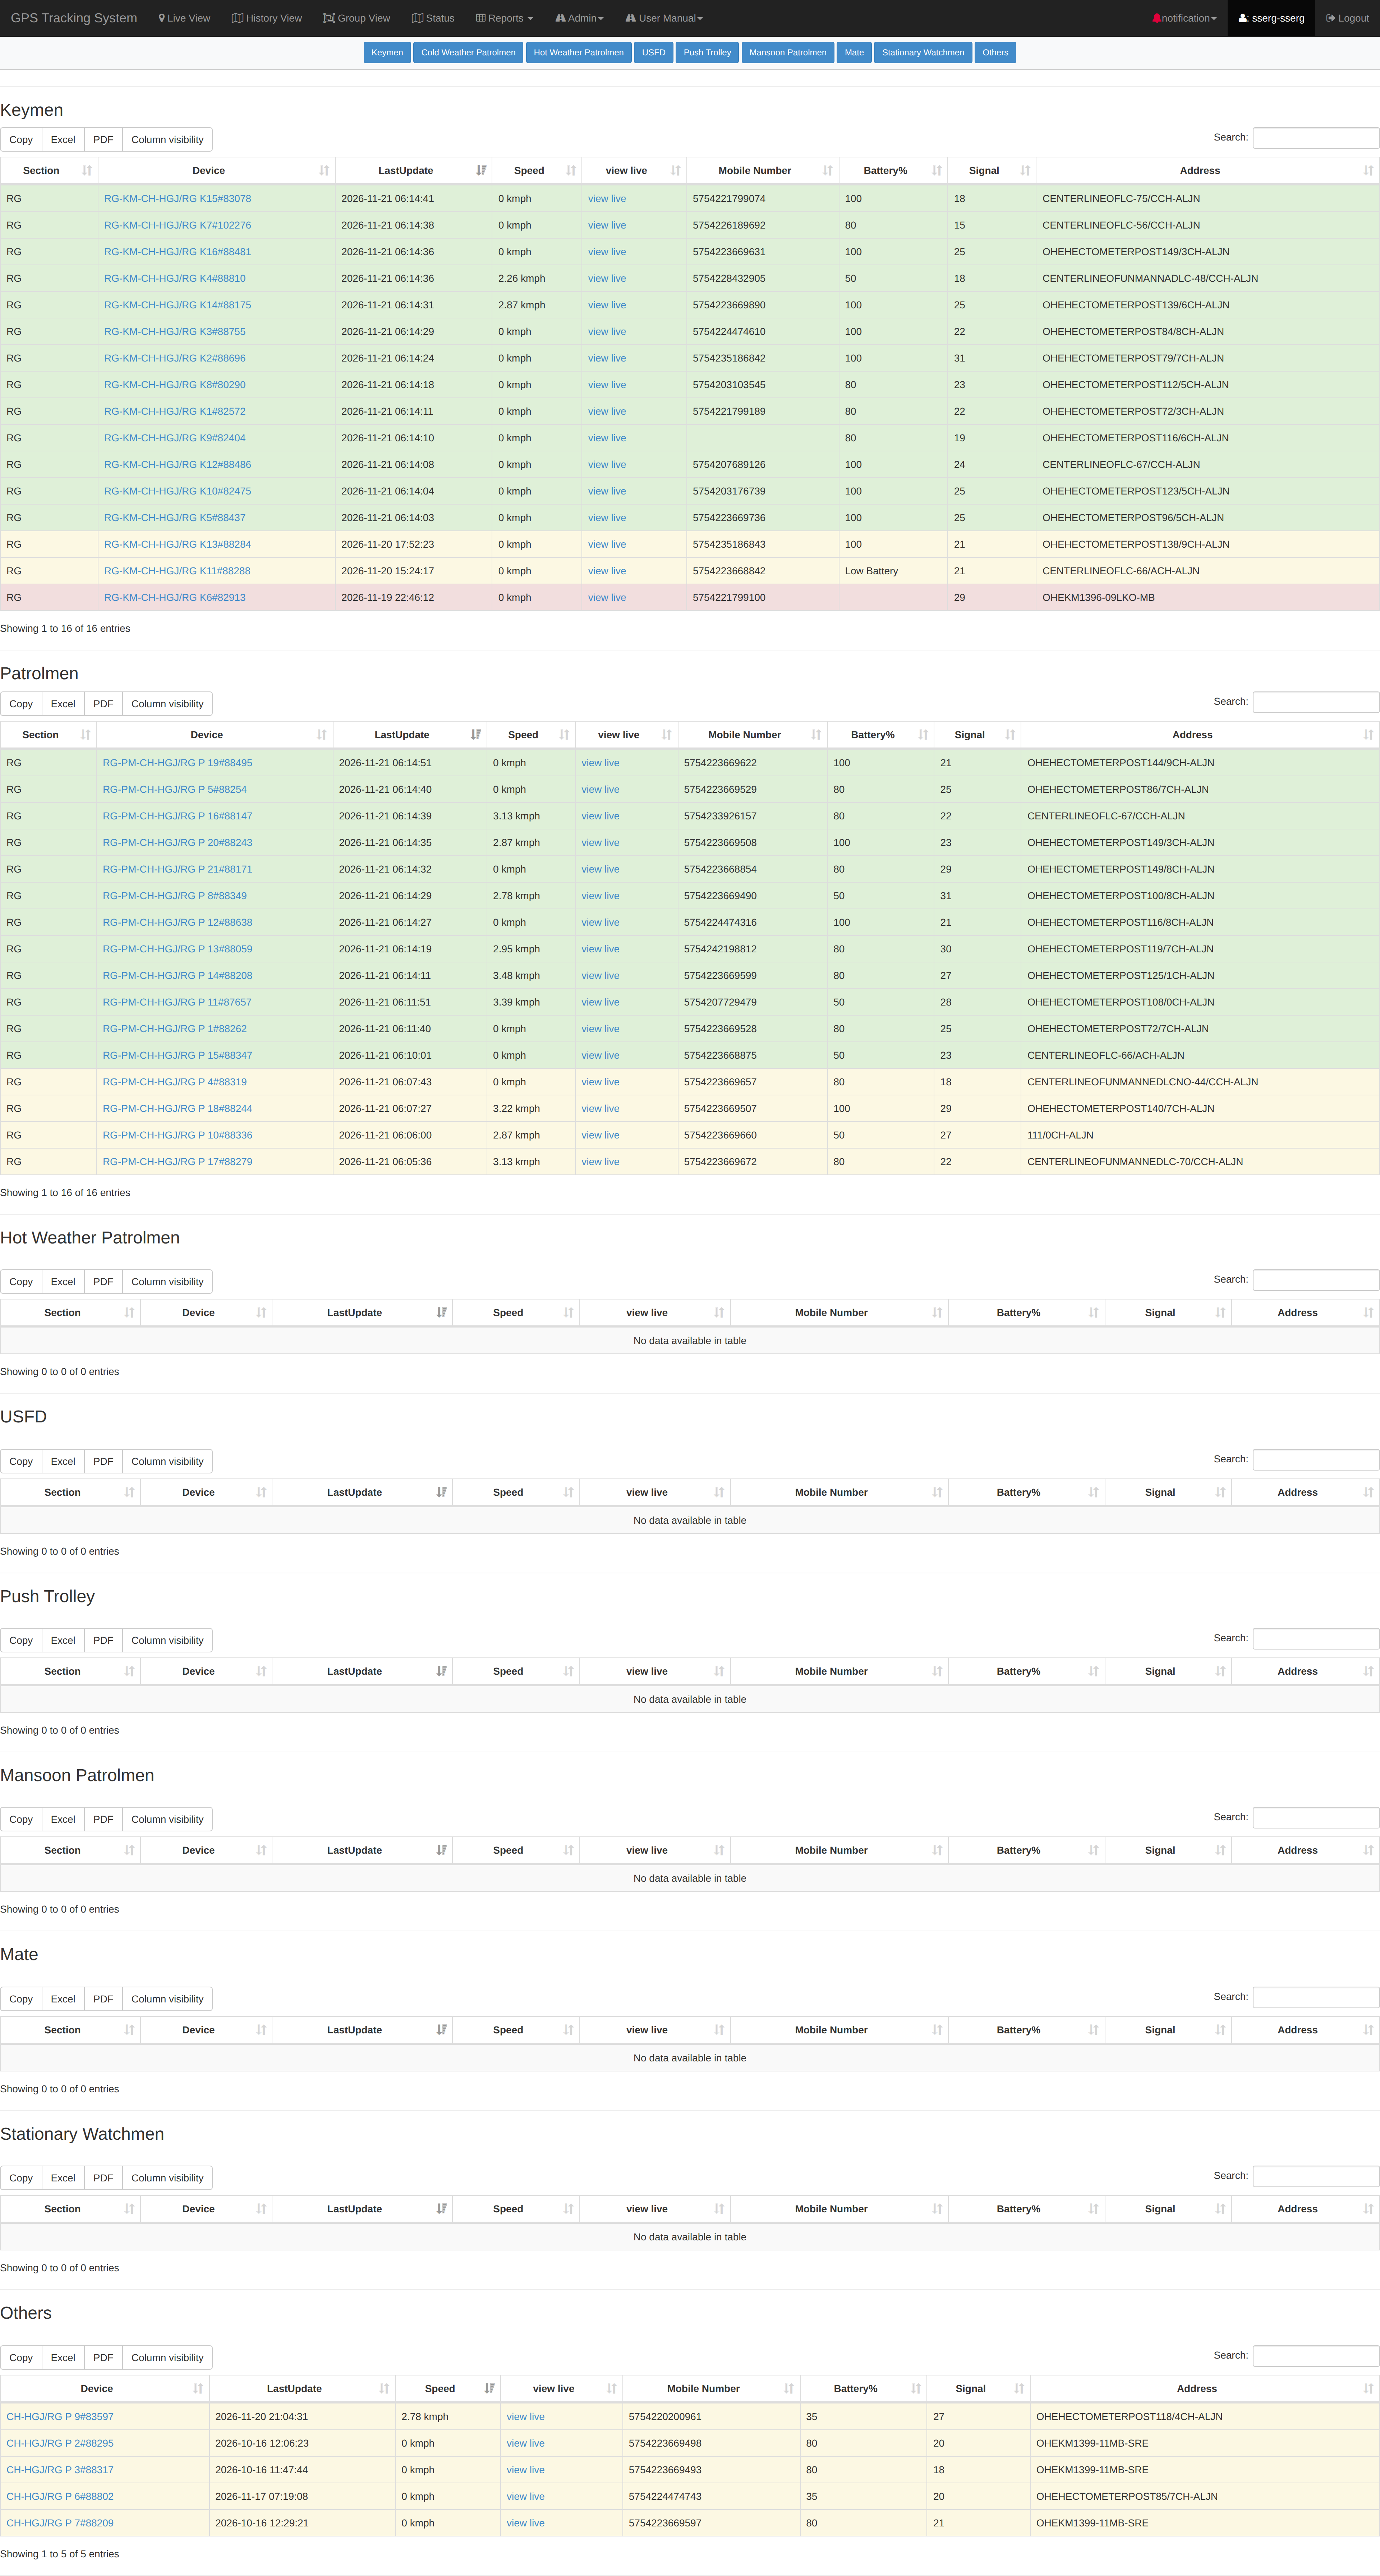 GPS Tracking System Live View History View Group View Status Reports Admin User Manual notification : sserg-sserg Logout
Keymen Cold Weather Patrolmen Hot Weather Patrolmen USFD Push Trolley Mansoon Patrolmen Mate Stationary Watchmen Others
Keymen
Copy Excel PDF Column visibility Search:
Section Device LastUpdate Speed view live Mobile Number Battery% Signal Address
RG RG-KM-CH-HGJ/RG K15#83078 2026-11-21 06:14:41 0 kmph view live 5754221799074 100 18 CENTERLINEOFLC-75/CCH-ALJN
RG RG-KM-CH-HGJ/RG K7#102276 2026-11-21 06:14:38 0 kmph view live 5754226189692 80 15 CENTERLINEOFLC-56/CCH-ALJN
RG RG-KM-CH-HGJ/RG K16#88481 2026-11-21 06:14:36 0 kmph view live 5754223669631 100 25 OHEHECTOMETERPOST149/3CH-ALJN
RG RG-KM-CH-HGJ/RG K4#88810 2026-11-21 06:14:36 2.26 kmph view live 5754228432905 50 18 CENTERLINEOFUNMANNADLC-48/CCH-ALJN
RG RG-KM-CH-HGJ/RG K14#88175 2026-11-21 06:14:31 2.87 kmph view live 5754223669890 100 25 OHEHECTOMETERPOST139/6CH-ALJN
RG RG-KM-CH-HGJ/RG K3#88755 2026-11-21 06:14:29 0 kmph view live 5754224474610 100 22 OHEHECTOMETERPOST84/8CH-ALJN
RG RG-KM-CH-HGJ/RG K2#88696 2026-11-21 06:14:24 0 kmph view live 5754235186842 100 31 OHEHECTOMETERPOST79/7CH-ALJN
RG RG-KM-CH-HGJ/RG K8#80290 2026-11-21 06:14:18 0 kmph view live 5754203103545 80 23 OHEHECTOMETERPOST112/5CH-ALJN
RG RG-KM-CH-HGJ/RG K1#82572 2026-11-21 06:14:11 0 kmph view live 5754221799189 80 22 OHEHECTOMETERPOST72/3CH-ALJN
RG RG-KM-CH-HGJ/RG K9#82404 2026-11-21 06:14:10 0 kmph view live 80 19 OHEHECTOMETERPOST116/6CH-ALJN
RG RG-KM-CH-HGJ/RG K12#88486 2026-11-21 06:14:08 0 kmph view live 5754207689126 100 24 CENTERLINEOFLC-67/CCH-ALJN
RG RG-KM-CH-HGJ/RG K10#82475 2026-11-21 06:14:04 0 kmph view live 5754203176739 100 25 OHEHECTOMETERPOST123/5CH-ALJN
RG RG-KM-CH-HGJ/RG K5#88437 2026-11-21 06:14:03 0 kmph view live 5754223669736 100 25 OHEHECTOMETERPOST96/5CH-ALJN
RG RG-KM-CH-HGJ/RG K13#88284 2026-11-20 17:52:23 0 kmph view live 5754235186843 100 21 OHEHECTOMETERPOST138/9CH-ALJN
RG RG-KM-CH-HGJ/RG K11#88288 2026-11-20 15:24:17 0 kmph view live 5754223668842 Low Battery 21 CENTERLINEOFLC-66/ACH-ALJN
RG RG-KM-CH-HGJ/RG K6#82913 2026-11-19 22:46:12 0 kmph view live 5754221799100 29 OHEKM1396-09LKO-MB
Showing 1 to 16 of 16 entries
Patrolmen
Copy Excel PDF Column visibility Search:
Section Device LastUpdate Speed view live Mobile Number Battery% Signal Address
RG RG-PM-CH-HGJ/RG P 19#88495 2026-11-21 06:14:51 0 kmph view live 5754223669622 100 21 OHEHECTOMETERPOST144/9CH-ALJN
RG RG-PM-CH-HGJ/RG P 5#88254 2026-11-21 06:14:40 0 kmph view live 5754223669529 80 25 OHEHECTOMETERPOST86/7CH-ALJN
RG RG-PM-CH-HGJ/RG P 16#88147 2026-11-21 06:14:39 3.13 kmph view live 5754233926157 80 22 CENTERLINEOFLC-67/CCH-ALJN
RG RG-PM-CH-HGJ/RG P 20#88243 2026-11-21 06:14:35 2.87 kmph view live 5754223669508 100 23 OHEHECTOMETERPOST149/3CH-ALJN
RG RG-PM-CH-HGJ/RG P 21#88171 2026-11-21 06:14:32 0 kmph view live 5754223668854 80 29 OHEHECTOMETERPOST149/8CH-ALJN
RG RG-PM-CH-HGJ/RG P 8#88349 2026-11-21 06:14:29 2.78 kmph view live 5754223669490 50 31 OHEHECTOMETERPOST100/8CH-ALJN
RG RG-PM-CH-HGJ/RG P 12#88638 2026-11-21 06:14:27 0 kmph view live 5754224474316 100 21 OHEHECTOMETERPOST116/8CH-ALJN
RG RG-PM-CH-HGJ/RG P 13#88059 2026-11-21 06:14:19 2.95 kmph view live 5754242198812 80 30 OHEHECTOMETERPOST119/7CH-ALJN
RG RG-PM-CH-HGJ/RG P 14#88208 2026-11-21 06:14:11 3.48 kmph view live 5754223669599 80 27 OHEHECTOMETERPOST125/1CH-ALJN
RG RG-PM-CH-HGJ/RG P 11#87657 2026-11-21 06:11:51 3.39 kmph view live 5754207729479 50 28 OHEHECTOMETERPOST108/0CH-ALJN
RG RG-PM-CH-HGJ/RG P 1#88262 2026-11-21 06:11:40 0 kmph view live 5754223669528 80 25 OHEHECTOMETERPOST72/7CH-ALJN
RG RG-PM-CH-HGJ/RG P 15#88347 2026-11-21 06:10:01 0 kmph view live 5754223668875 50 23 CENTERLINEOFLC-66/ACH-ALJN
RG RG-PM-CH-HGJ/RG P 4#88319 2026-11-21 06:07:43 0 kmph view live 5754223669657 80 18 CENTERLINEOFUNMANNEDLCNO-44/CCH-ALJN
RG RG-PM-CH-HGJ/RG P 18#88244 2026-11-21 06:07:27 3.22 kmph view live 5754223669507 100 29 OHEHECTOMETERPOST140/7CH-ALJN
RG RG-PM-CH-HGJ/RG P 10#88336 2026-11-21 06:06:00 2.87 kmph view live 5754223669660 50 27 111/0CH-ALJN
RG RG-PM-CH-HGJ/RG P 17#88279 2026-11-21 06:05:36 3.13 kmph view live 5754223669672 80 22 CENTERLINEOFUNMANNEDLC-70/CCH-ALJN
Showing 1 to 16 of 16 entries
Hot Weather Patrolmen
Copy Excel PDF Column visibility Search:
Section Device LastUpdate Speed view live Mobile Number Battery% Signal Address
No data available in table
Showing 0 to 0 of 0 entries
USFD
Copy Excel PDF Column visibility Search:
Section Device LastUpdate Speed view live Mobile Number Battery% Signal Address
No data available in table
Showing 0 to 0 of 0 entries
Push Trolley
Copy Excel PDF Column visibility Search:
Section Device LastUpdate Speed view live Mobile Number Battery% Signal Address
No data available in table
Showing 0 to 0 of 0 entries
Mansoon Patrolmen
Copy Excel PDF Column visibility Search:
Section Device LastUpdate Speed view live Mobile Number Battery% Signal Address
No data available in table
Showing 0 to 0 of 0 entries
Mate
Copy Excel PDF Column visibility Search:
Section Device LastUpdate Speed view live Mobile Number Battery% Signal Address
No data available in table
Showing 0 to 0 of 0 entries
Stationary Watchmen
Copy Excel PDF Column visibility Search:
Section Device LastUpdate Speed view live Mobile Number Battery% Signal Address
No data available in table
Showing 0 to 0 of 0 entries
Others
Copy Excel PDF Column visibility Search:
Device LastUpdate Speed view live Mobile Number Battery% Signal Address
CH-HGJ/RG P 9#83597 2026-11-20 21:04:31 2.78 kmph view live 5754220200961 35 27 OHEHECTOMETERPOST118/4CH-ALJN
CH-HGJ/RG P 2#88295 2026-10-16 12:06:23 0 kmph view live 5754223669498 80 20 OHEKM1399-11MB-SRE
CH-HGJ/RG P 3#88317 2026-10-16 11:47:44 0 kmph view live 5754223669493 80 18 OHEKM1399-11MB-SRE
CH-HGJ/RG P 6#88802 2026-11-17 07:19:08 0 kmph view live 5754224474743 35 20 OHEHECTOMETERPOST85/7CH-ALJN
CH-HGJ/RG P 7#88209 2026-10-16 12:29:21 0 kmph view live 5754223669597 80 21 OHEKM1399-11MB-SRE
Showing 1 to 5 of 5 entries